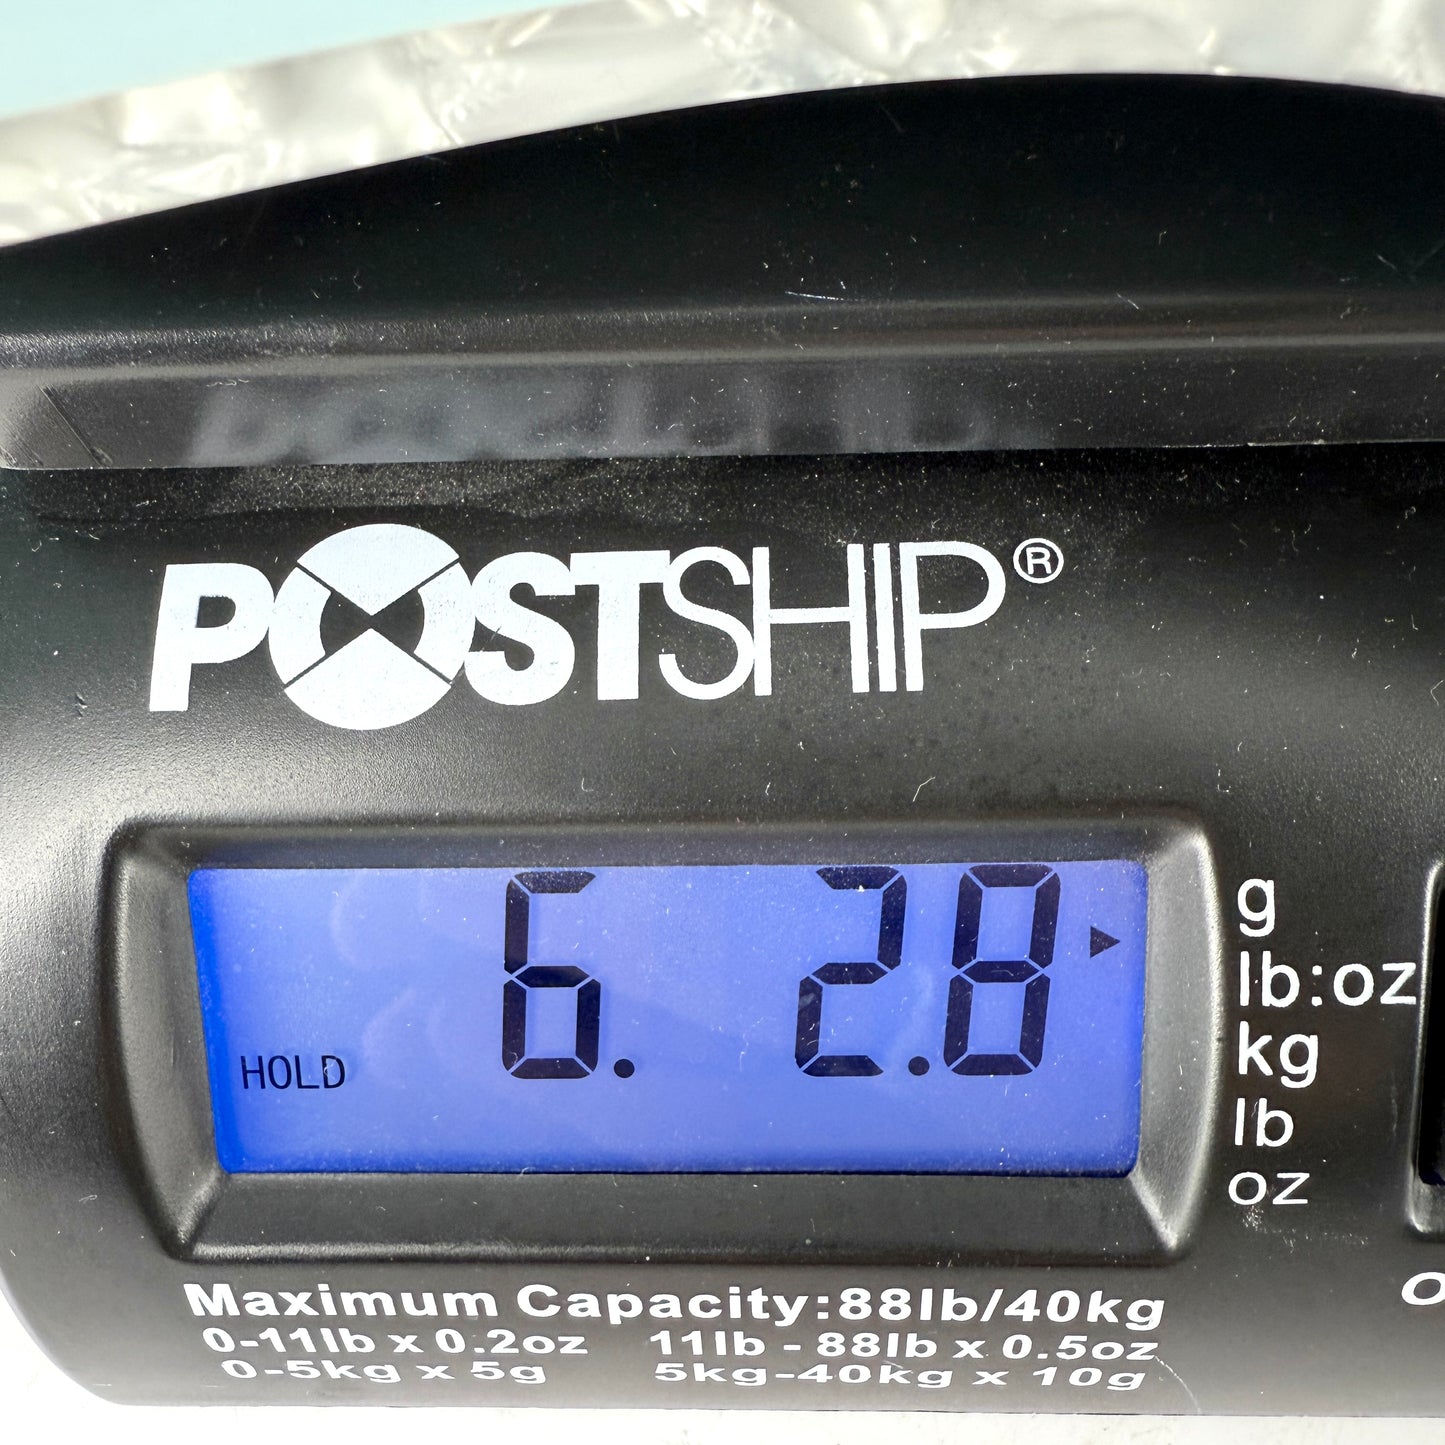 POSTSHIP®
6. 2.8
HOLD
g
lb:oz
kg
lb
oz
Maximum Capacity:88lb/40kg
0-11lb x 0.2oz 11lb - 88lb x 0.5oz
0-5kg x 5g 5kg-40kg x 10g